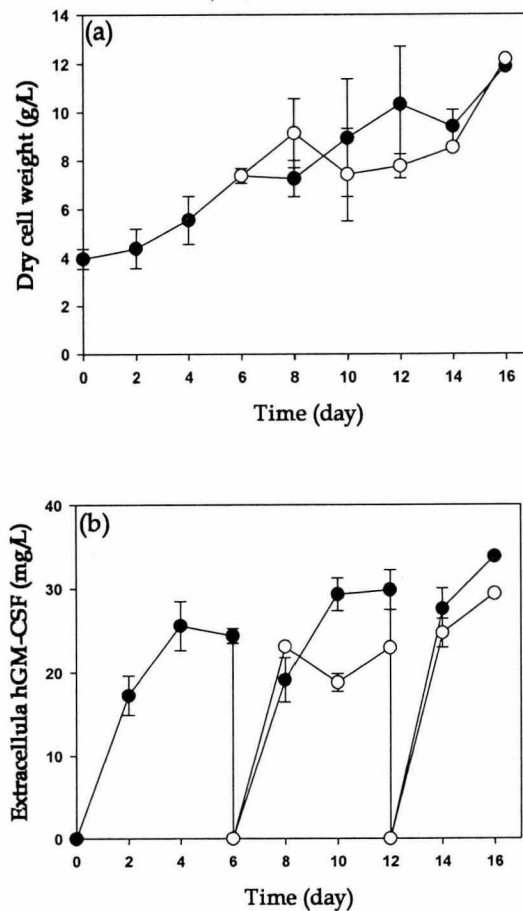 (a)
Dry cell weight (g/L)
14
12
10
8
6
4
2
0
0 2 4 6 8 10 12 14 16
Time (day)
(b)
Extracellula hGM-CSF (mg/L)
40
30
20
10
0
0 2 4 6 8 10 12 14 16
Time (day)